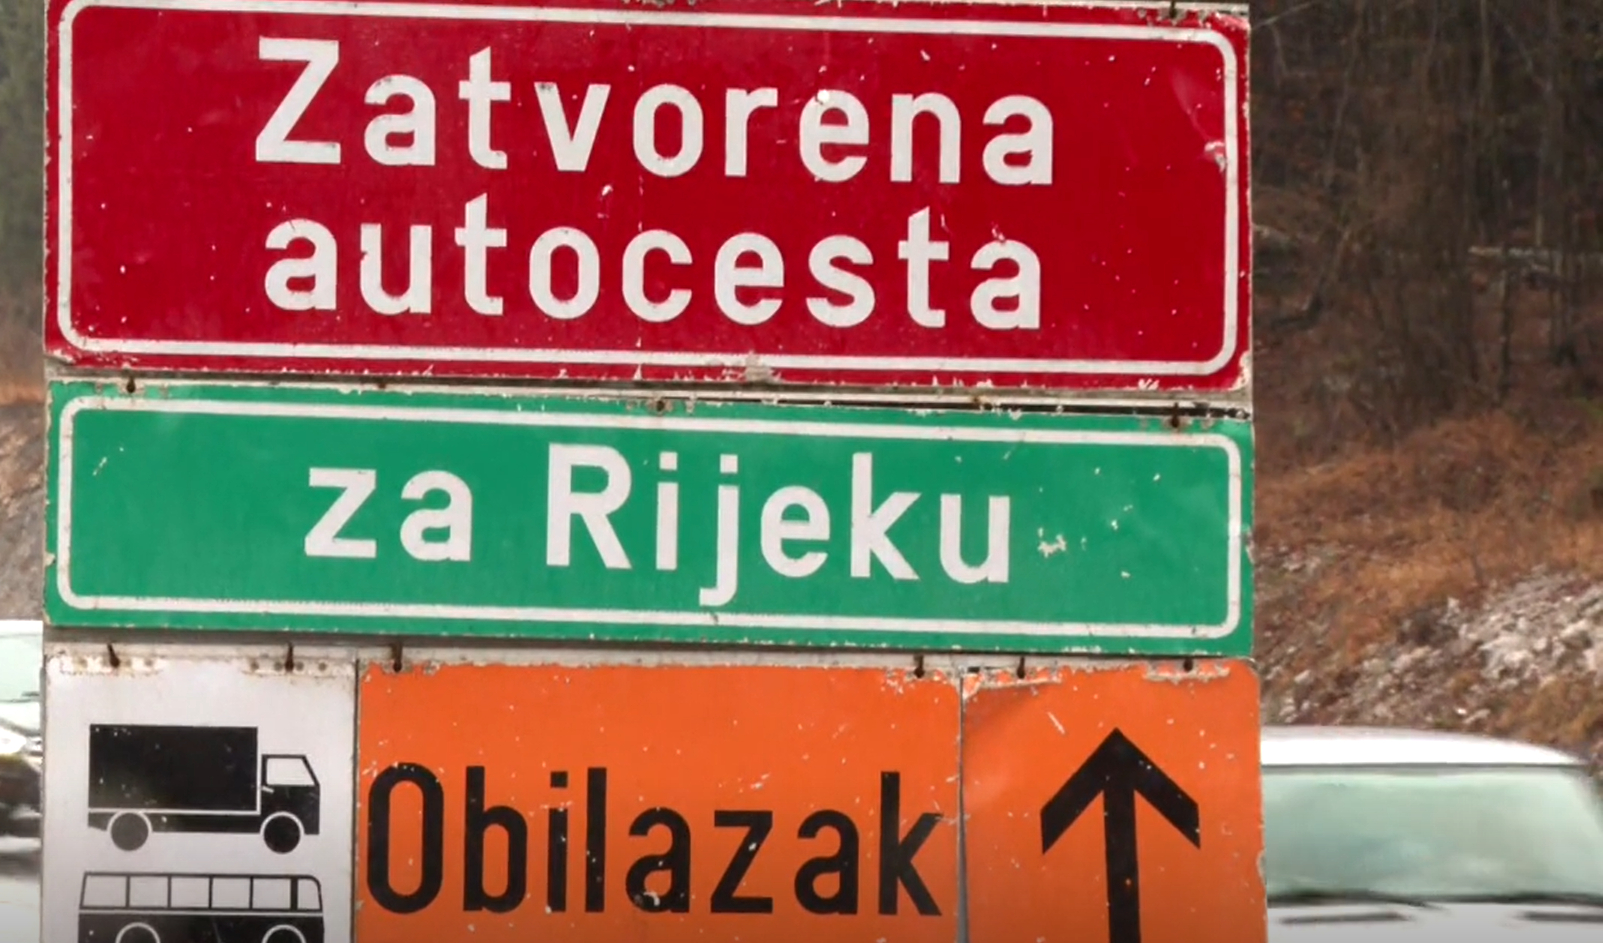 Zatvorena
autocesta
za Rijeku
Obilazak